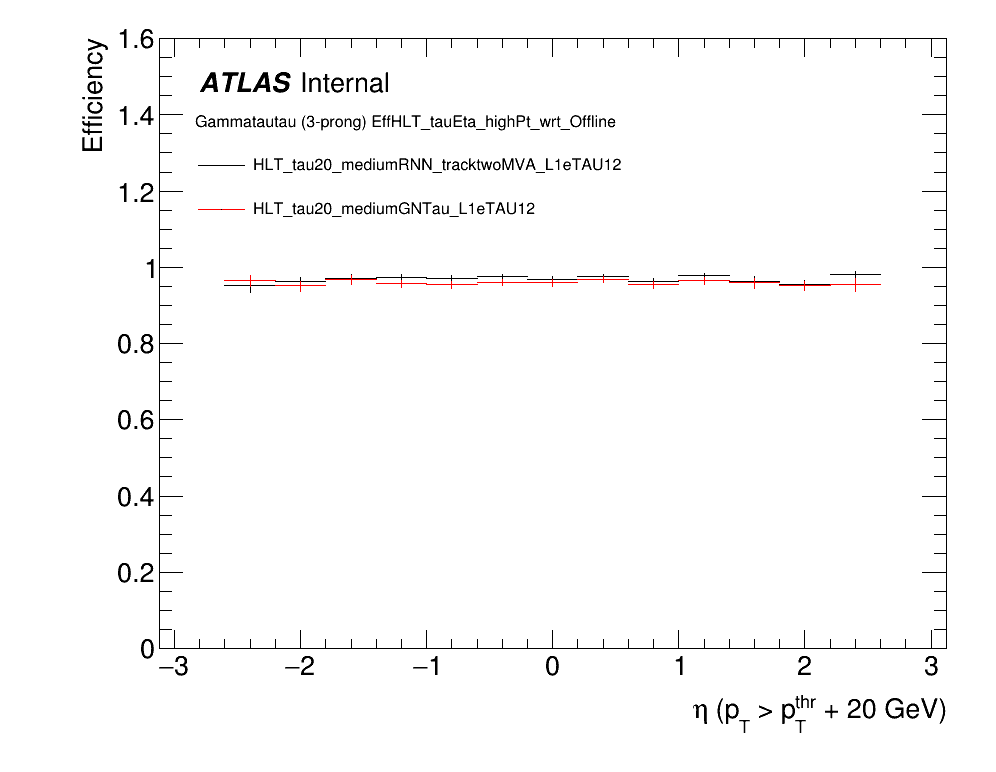 Efficiency
1.6
1.4
1.2
1
0.8
0.6
0.4
0.2
0
ATLAS Internal
Gammatautau (3-prong) EffHLT_tauEta_highPt_wrt_Offline
HLT_tau20_mediumRNN_tracktwoMVA_L1eTAU12
HLT_tau20_mediumGNTau_L1eTAU12
−3 −2 −1 0 1 2 3
η (p_T > p_T^thr + 20 GeV)